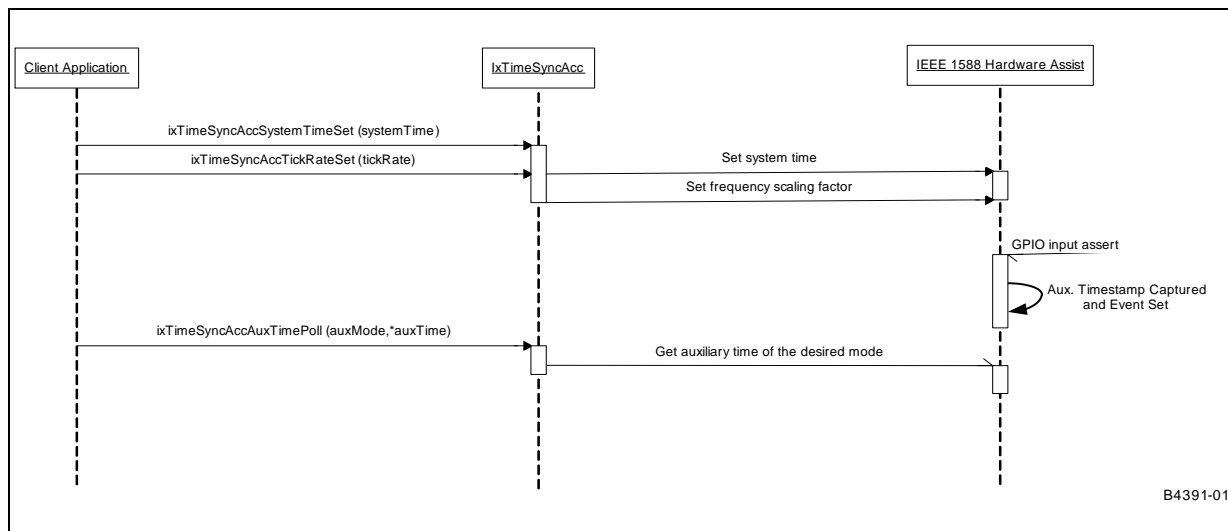 Client Application
IxTimeSyncAcc
IEEE 1588 Hardware Assist
ixTimeSyncAccSystemTimeSet (systemTime)
ixTimeSyncAccTickRateSet (tickRate)
Set system time
Set frequency scaling factor
GPIO input assert
Aux. Timestamp Captured
and Event Set
ixTimeSyncAccAuxTimePoll (auxMode,*auxTime)
Get auxiliary time of the desired mode
B4391-01